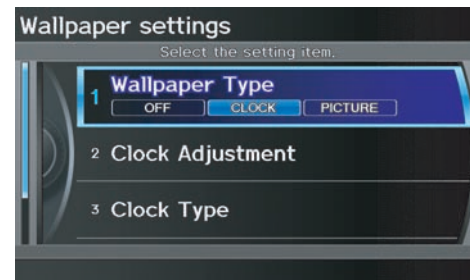 Wallpaper settings
Select the setting item.
1 Wallpaper Type
OFF CLOCK PICTURE
2 Clock Adjustment
3 Clock Type